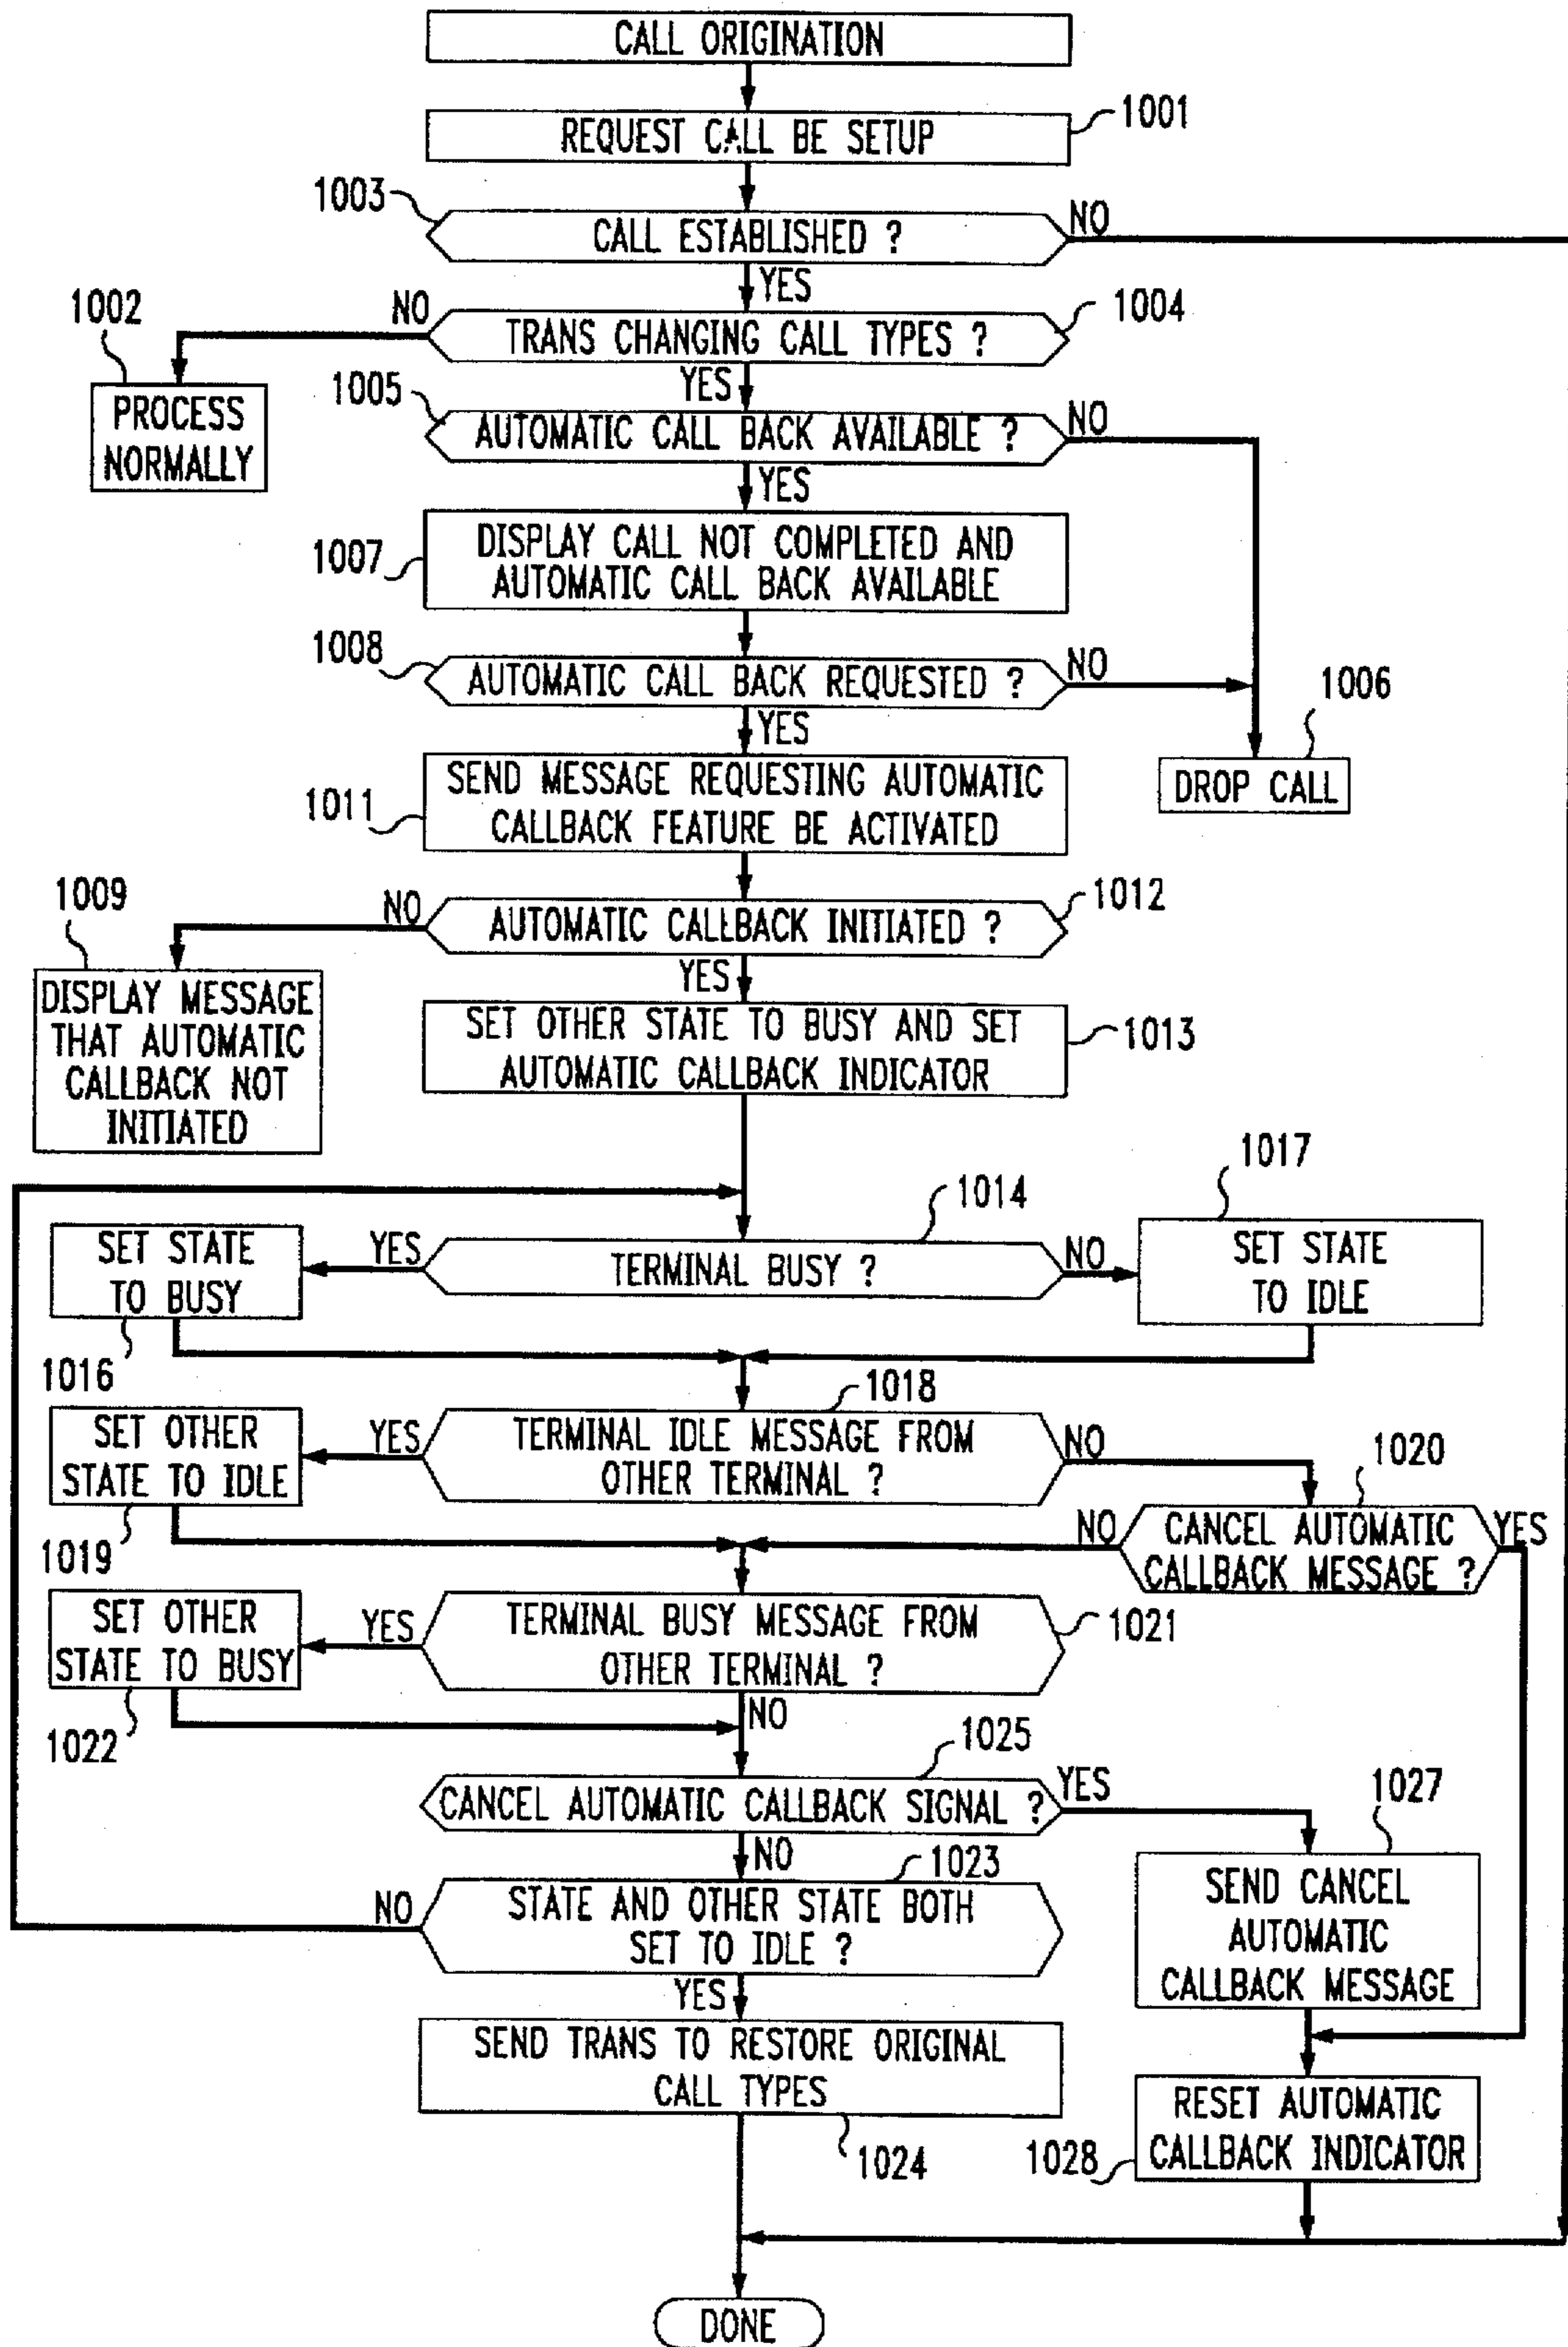 CALL ORIGINATION
REQUEST CALL BE SETUP
1001
1003
CALL ESTABLISHED ?
NO
YES
1002
NO
TRANS CHANGING CALL TYPES ?
1004
PROCESS
NORMALLY
YES
1005
AUTOMATIC CALL BACK AVAILABLE ?
NO
YES
1007
DISPLAY CALL NOT COMPLETED AND
AUTOMATIC CALL BACK AVAILABLE
1008
AUTOMATIC CALL BACK REQUESTED ?
NO
1006
DROP CALL
YES
1011
SEND MESSAGE REQUESTING AUTOMATIC
CALLBACK FEATURE BE ACTIVATED
1009
NO
AUTOMATIC CALLBACK INITIATED ?
1012
DISPLAY MESSAGE
THAT AUTOMATIC
CALLBACK NOT
INITIATED
YES
SET OTHER STATE TO BUSY AND SET
AUTOMATIC CALLBACK INDICATOR
1013
1014
1017
SET STATE
TO BUSY
1016
YES
TERMINAL BUSY ?
NO
SET STATE
TO IDLE
1018
SET OTHER
STATE TO IDLE
1019
YES
TERMINAL IDLE MESSAGE FROM
OTHER TERMINAL ?
NO
1020
NO
CANCEL AUTOMATIC
CALLBACK MESSAGE ?
YES
SET OTHER
STATE TO BUSY
1022
YES
TERMINAL BUSY MESSAGE FROM
OTHER TERMINAL ?
1021
NO
1025
CANCEL AUTOMATIC CALLBACK SIGNAL ?
YES
1027
NO
1023
NO
STATE AND OTHER STATE BOTH
SET TO IDLE ?
SEND CANCEL
AUTOMATIC
CALLBACK MESSAGE
YES
SEND TRANS TO RESTORE ORIGINAL
CALL TYPES
1024
RESET AUTOMATIC
CALLBACK INDICATOR
1028
DONE